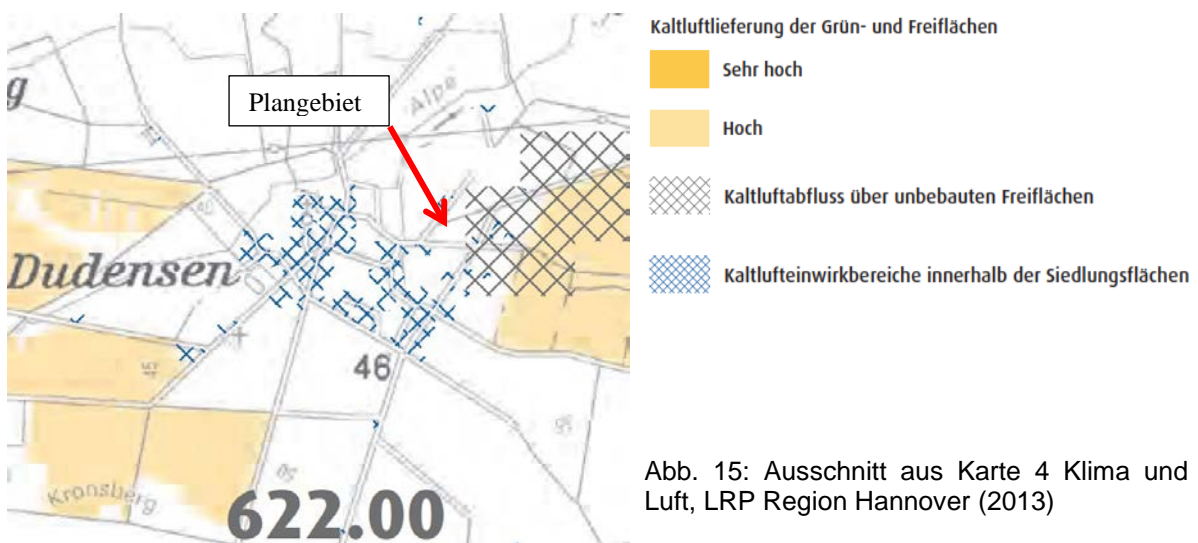 g
Plangebiet
Alpe
Dudensen
46
Kronsberg
622.00
Kaltluftlieferung der Grün- und Freiflächen
Sehr hoch
Hoch
Kaltluftabfluss über unbebauten Freiflächen
Kaltlufteinwirkbereiche innerhalb der Siedlungsflächen
Abb. 15: Ausschnitt aus Karte 4 Klima und
Luft, LRP Region Hannover (2013)